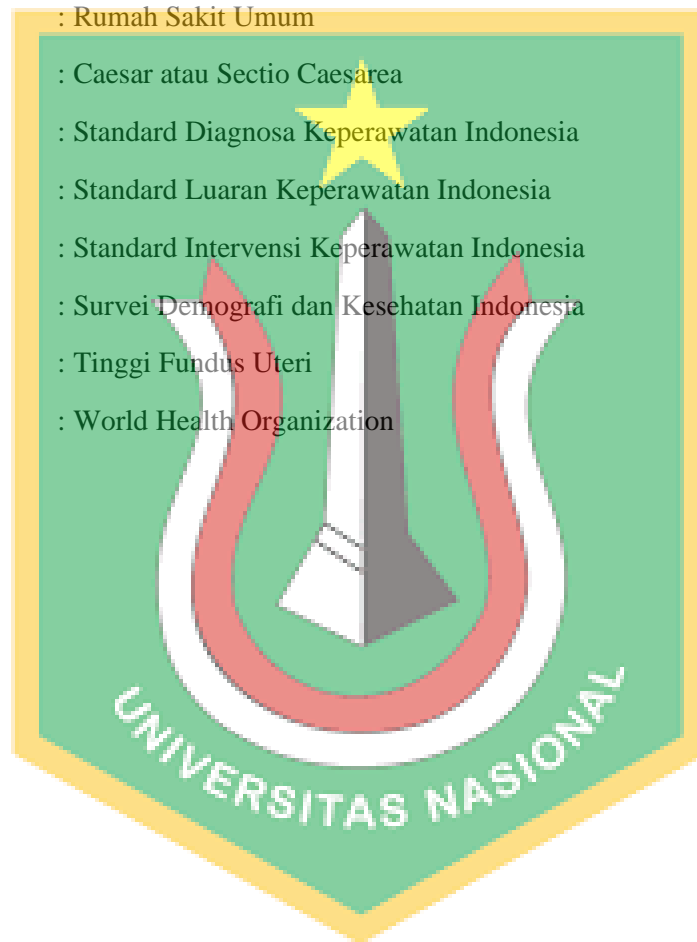 : Rumah Sakit Umum
: Caesar atau Sectio Caesarea
: Standard Diagnosa Keperawatan Indonesia
: Standard Luaran Keperawatan Indonesia
: Standard Intervensi Keperawatan Indonesia
: Survei Demografi dan Kesehatan Indonesia
: Tinggi Fundus Uteri
: World Health Organization
UNIVERSITAS NASIONAL